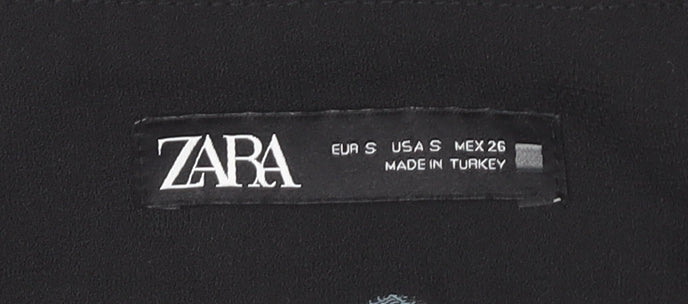 ZARA
EUR S USA S MEX 26
MADE IN TURKEY